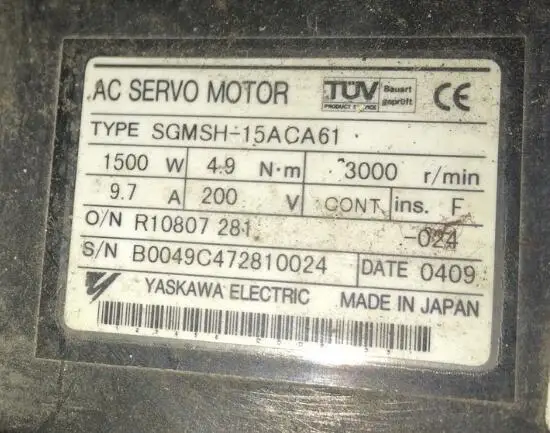 AC SERVO MOTOR TÜV PRODUCT SERVICE Bauart geprüft CE
TYPE SGMSH-15ACA61
1500 W 4.9 N·m 3000 r/min
9.7 A 200 V CONT. ins. F
O/N R10807 281 -024
S/N B0049C472810024 DATE 0409
YASKAWA ELECTRIC MADE IN JAPAN